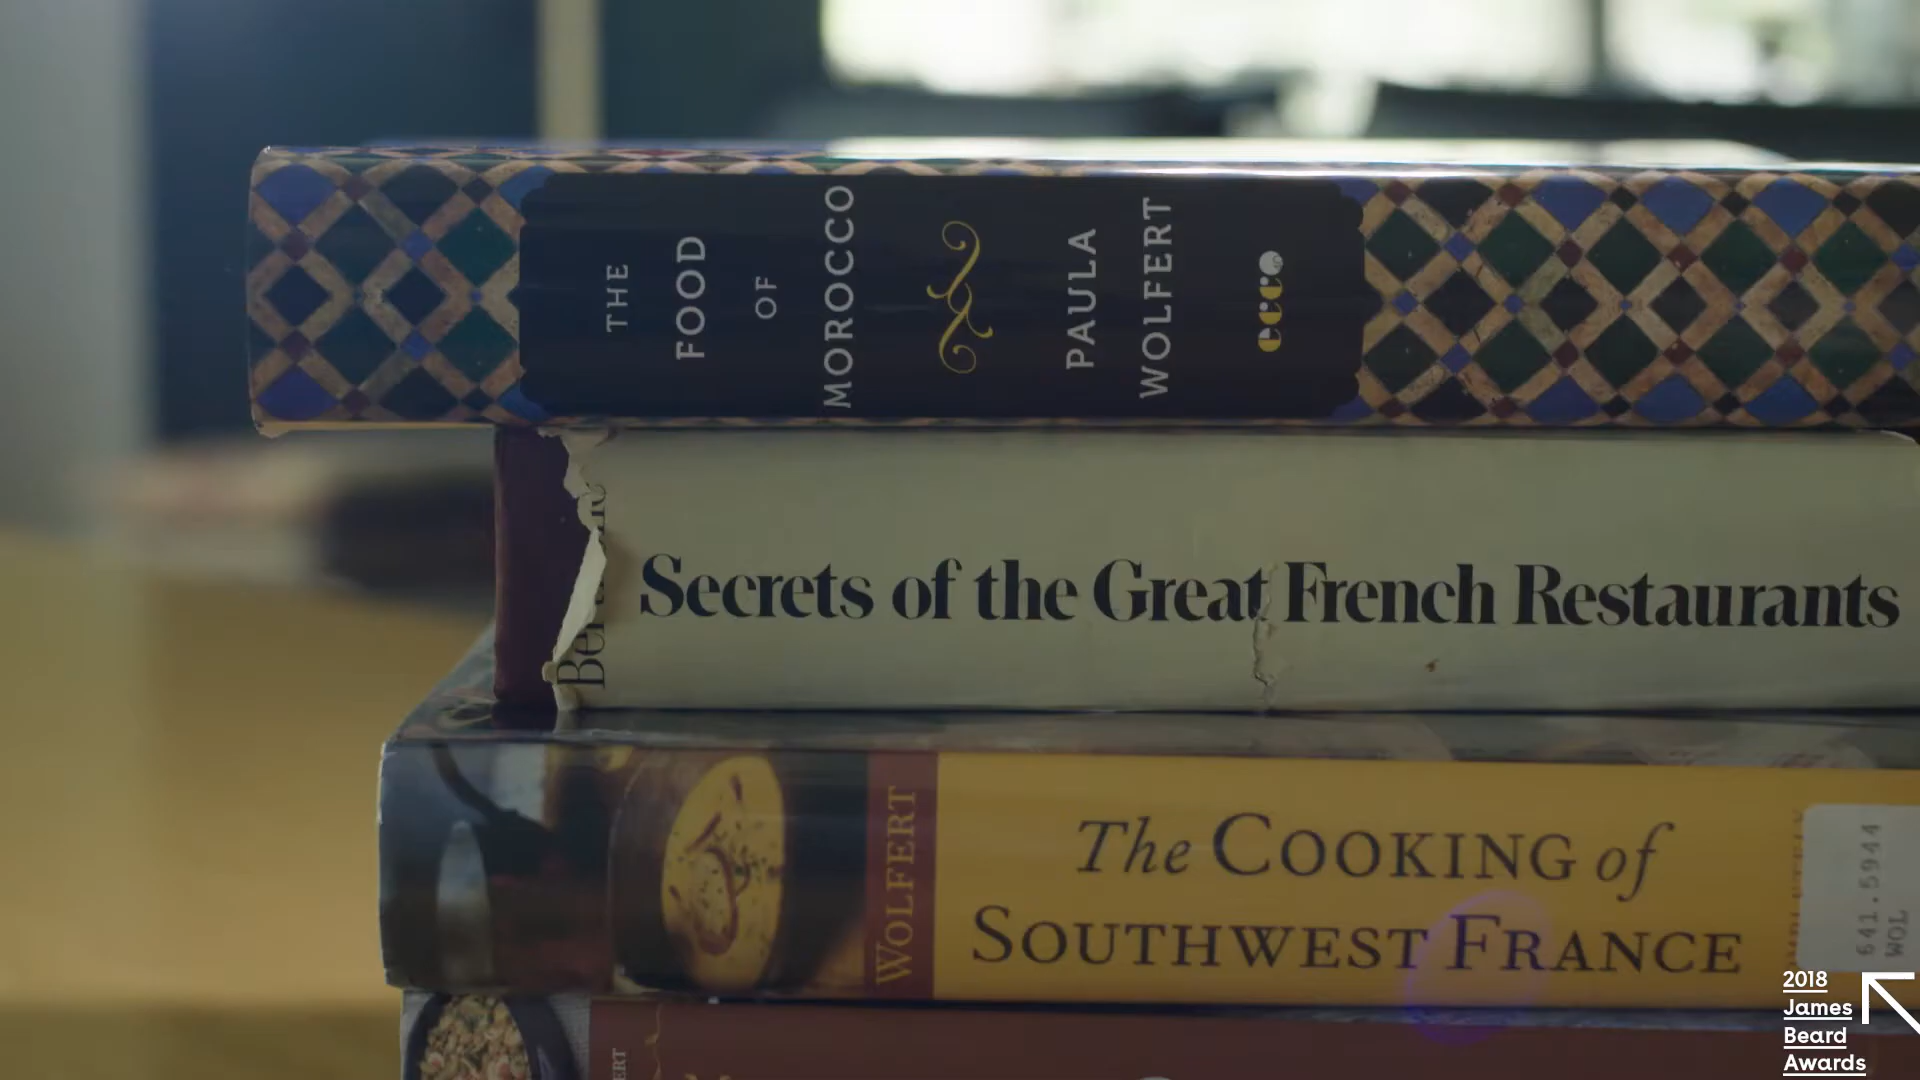 THE
FOOD
OF
MOROCCO
PAULA
WOLFERT
ecco
Secrets of the Great French Restaurants
WOLFERT
The COOKING of
SOUTHWEST FRANCE
641.5944
WOL
2018
James
Beard
Awards